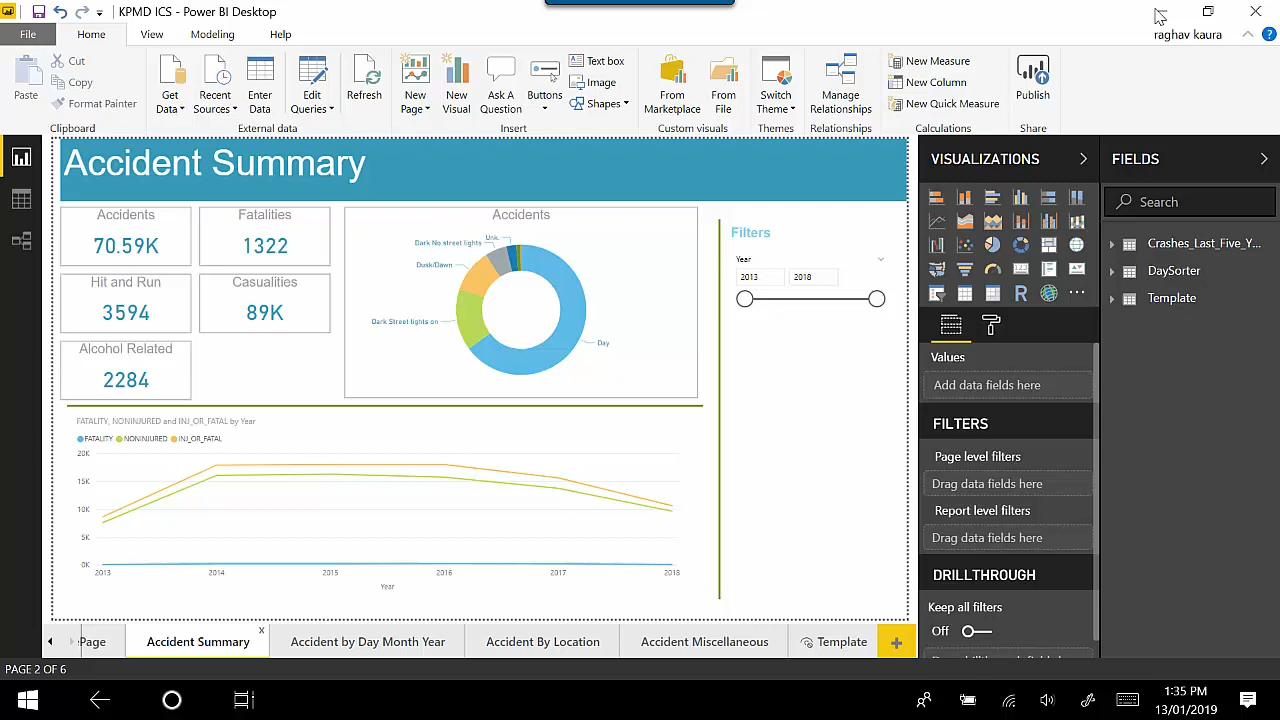 KPMD ICS - Power BI Desktop
raghav kaura
File
Home
View
Modeling
Help
Paste
Cut
Copy
Format Painter
Clipboard
Get Data
Recent Sources
Enter Data
Edit Queries
Refresh
External data
New Page
New Visual
Ask A Question
Buttons
Text box
Image
Shapes
Insert
From Marketplace
From File
Custom visuals
Switch Theme
Themes
Manage Relationships
Relationships
New Measure
New Column
New Quick Measure
Calculations
Publish
Share
Accident Summary
Accidents
70.59K
Fatalities
1322
Hit and Run
3594
Casualities
89K
Alcohol Related
2284
Accidents
Unk.
Dark No street lights
Dusk/Dawn
Dark Street lights on
Day
Filters
Year
2013
2018
FATALITY, NONINJURED and INJ_OR_FATAL by Year
FATALITY NONINJURED INJ_OR_FATAL
20K
15K
10K
5K
0K
2013 2014 2015 2016 2017 2018
Year
VISUALIZATIONS
R
Values
Add data fields here
FILTERS
Page level filters
Drag data fields here
Report level filters
Drag data fields here
DRILLTHROUGH
Keep all filters
Off
FIELDS
Search
Crashes_Last_Five_Y...
DaySorter
Template
Page
Accident Summary
x
Accident by Day Month Year
Accident By Location
Accident Miscellaneous
Template
PAGE 2 OF 6
1:35 PM
13/01/2019